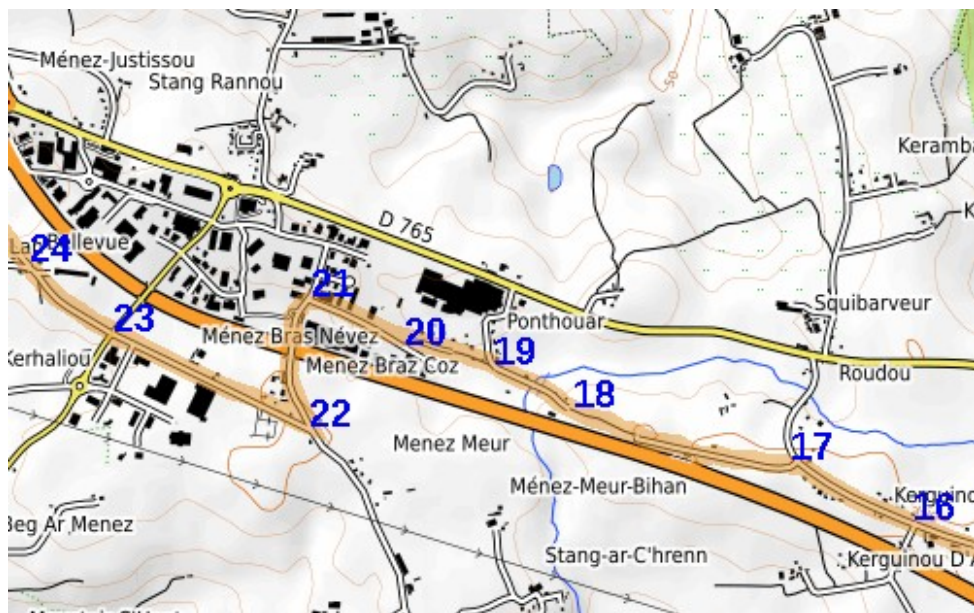 Ménez-Justissou
Stang Rannou
50
Keramba
K
D 765
Bellevue
24
21
Squibarveur
23
20
Ponthouar
Ménez Bras Névez
19
Kerhaliou
Menez Braz Coz
Roudou
18
22
Menez Meur
17
Ménez-Meur-Bihan
16
Beg Ar Menez
Stang-ar-C'hrenn
Kerguinou D'A